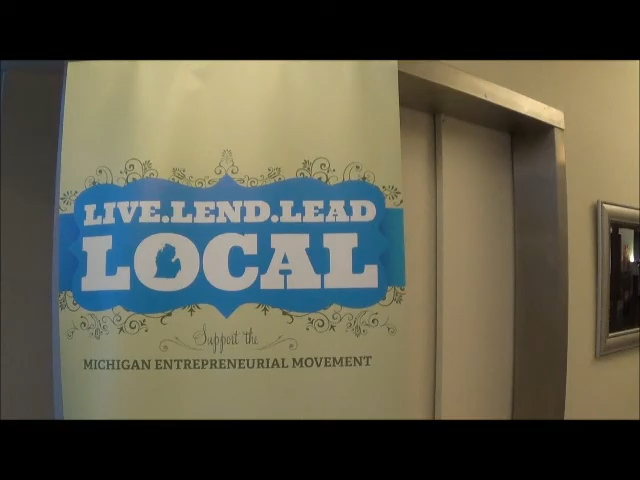 LIVE.LEND.LEAD
LOCAL
Support the
MICHIGAN ENTREPRENEURIAL MOVEMENT